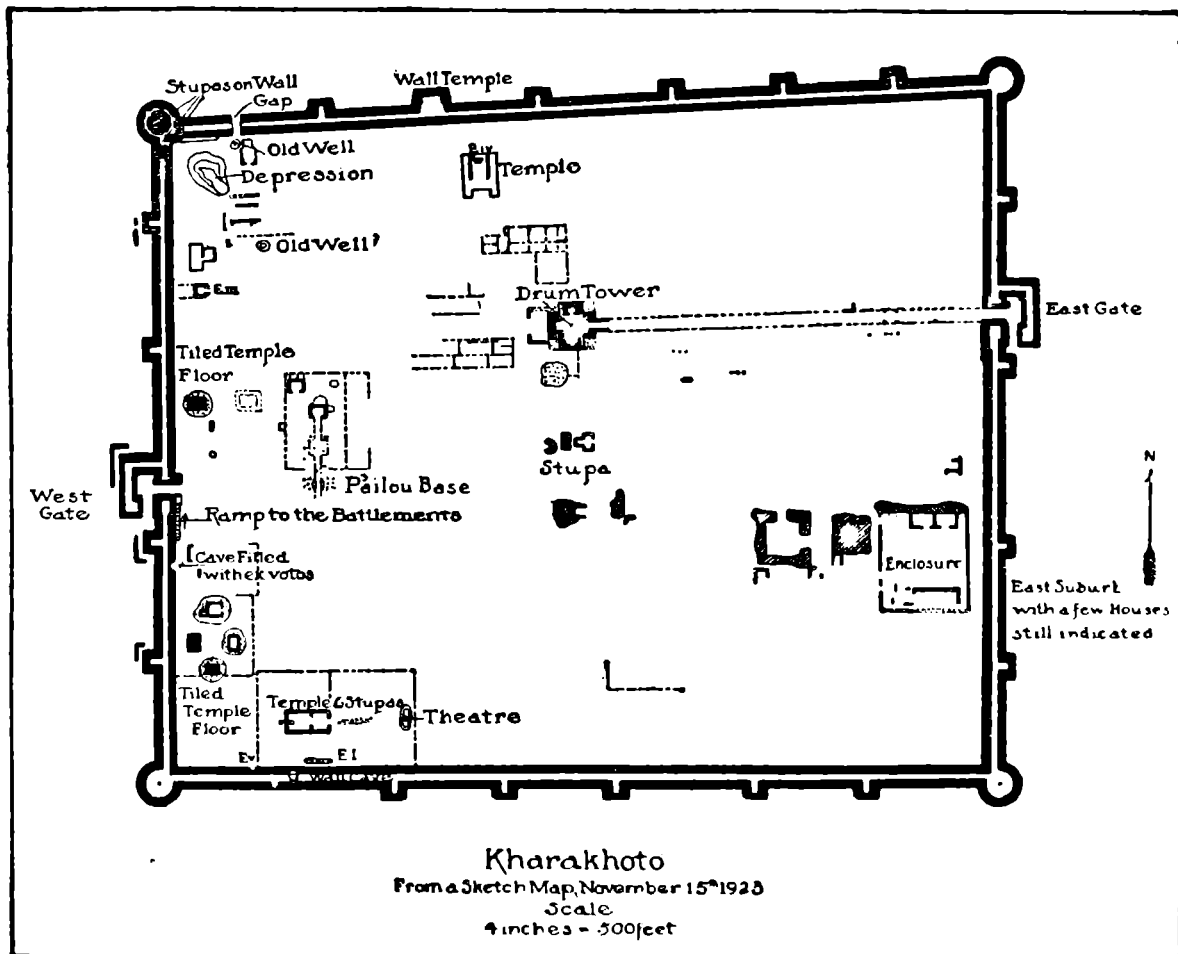 Stupas on Wall
Gap
Wall Temple
Old Well
Depression
Temple
Old Well?
E III
Drum Tower
East Gate
Tiled Temple
Floor
Stupa
N
Pailou Base
West
Gate
Ramp to the Battlements
Cave Filled
with ex votos
Enclosure
East Suburb
with a few Houses
still indicated
Tiled
Temple
Floor
Temple & Stupas
Theatre
E I
Kharakhoto
From a Sketch Map, November 15th 1923
Scale
4 inches = 500 feet